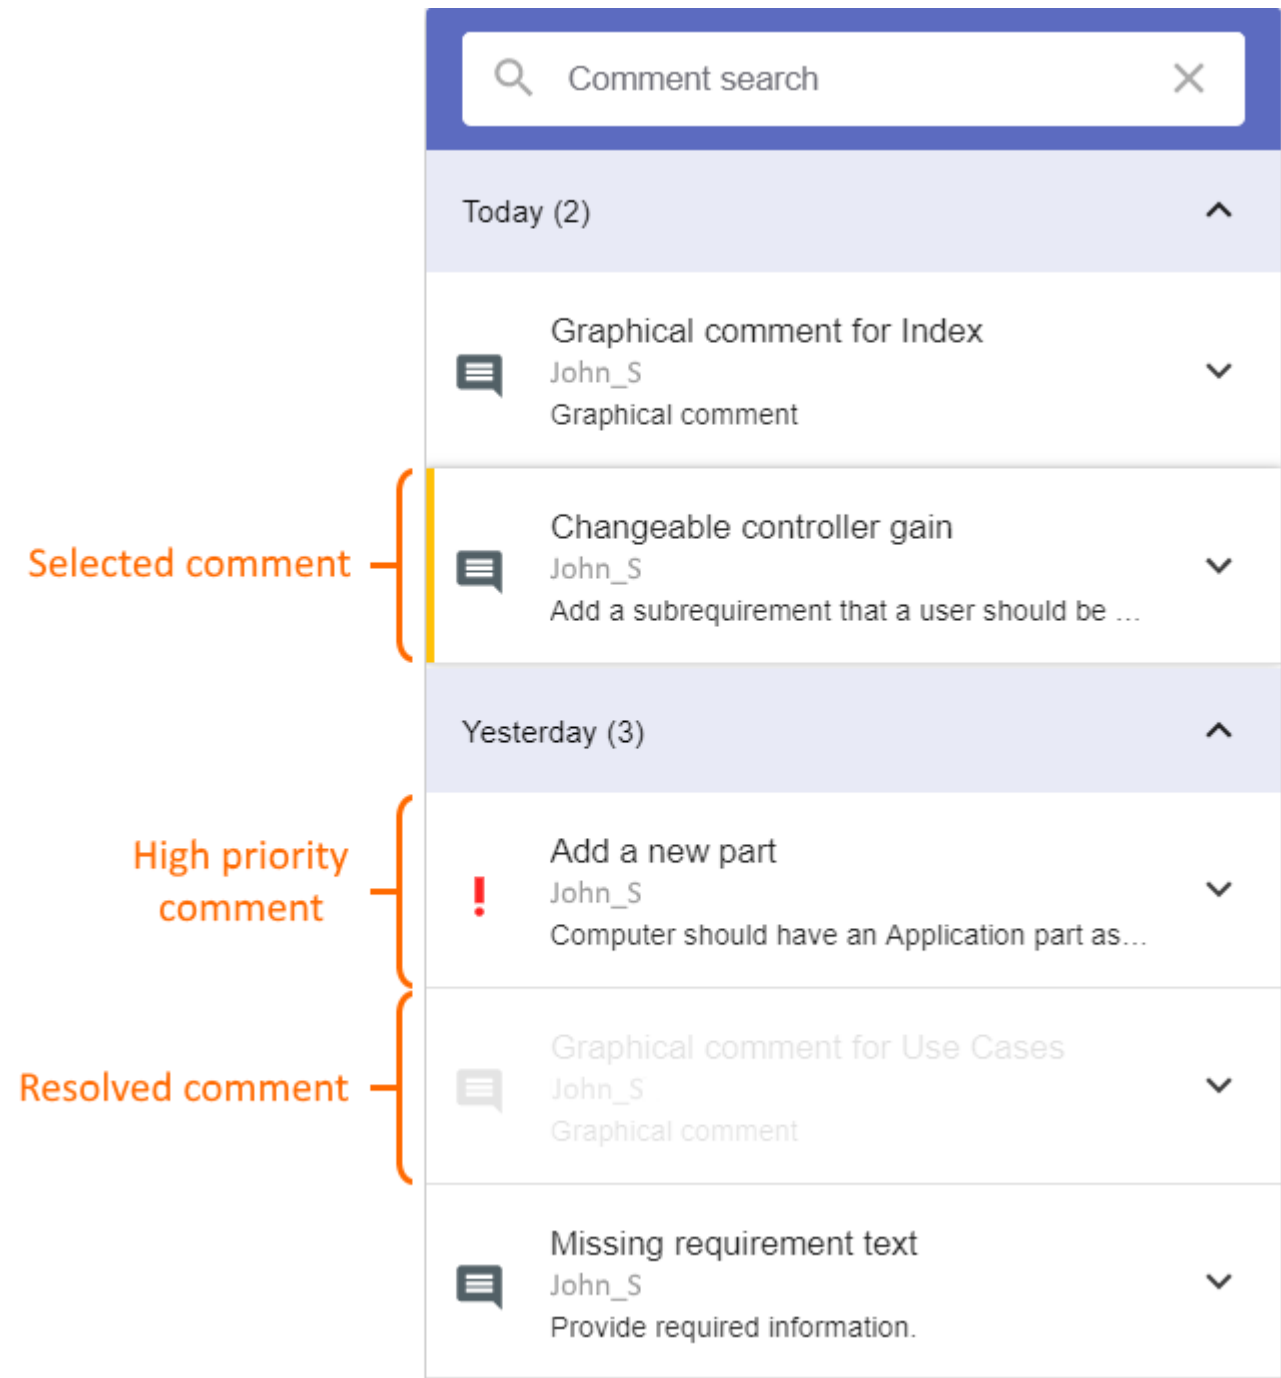 Comment search
Today (2)
Graphical comment for Index
John_S
Graphical comment
Selected comment
Changeable controller gain
John_S
Add a subrequirement that a user should be ...
Yesterday (3)
High priority
comment
Add a new part
John_S
Computer should have an Application part as...
Resolved comment
Graphical comment for Use Cases
John_S
Graphical comment
Missing requirement text
John_S
Provide required information.